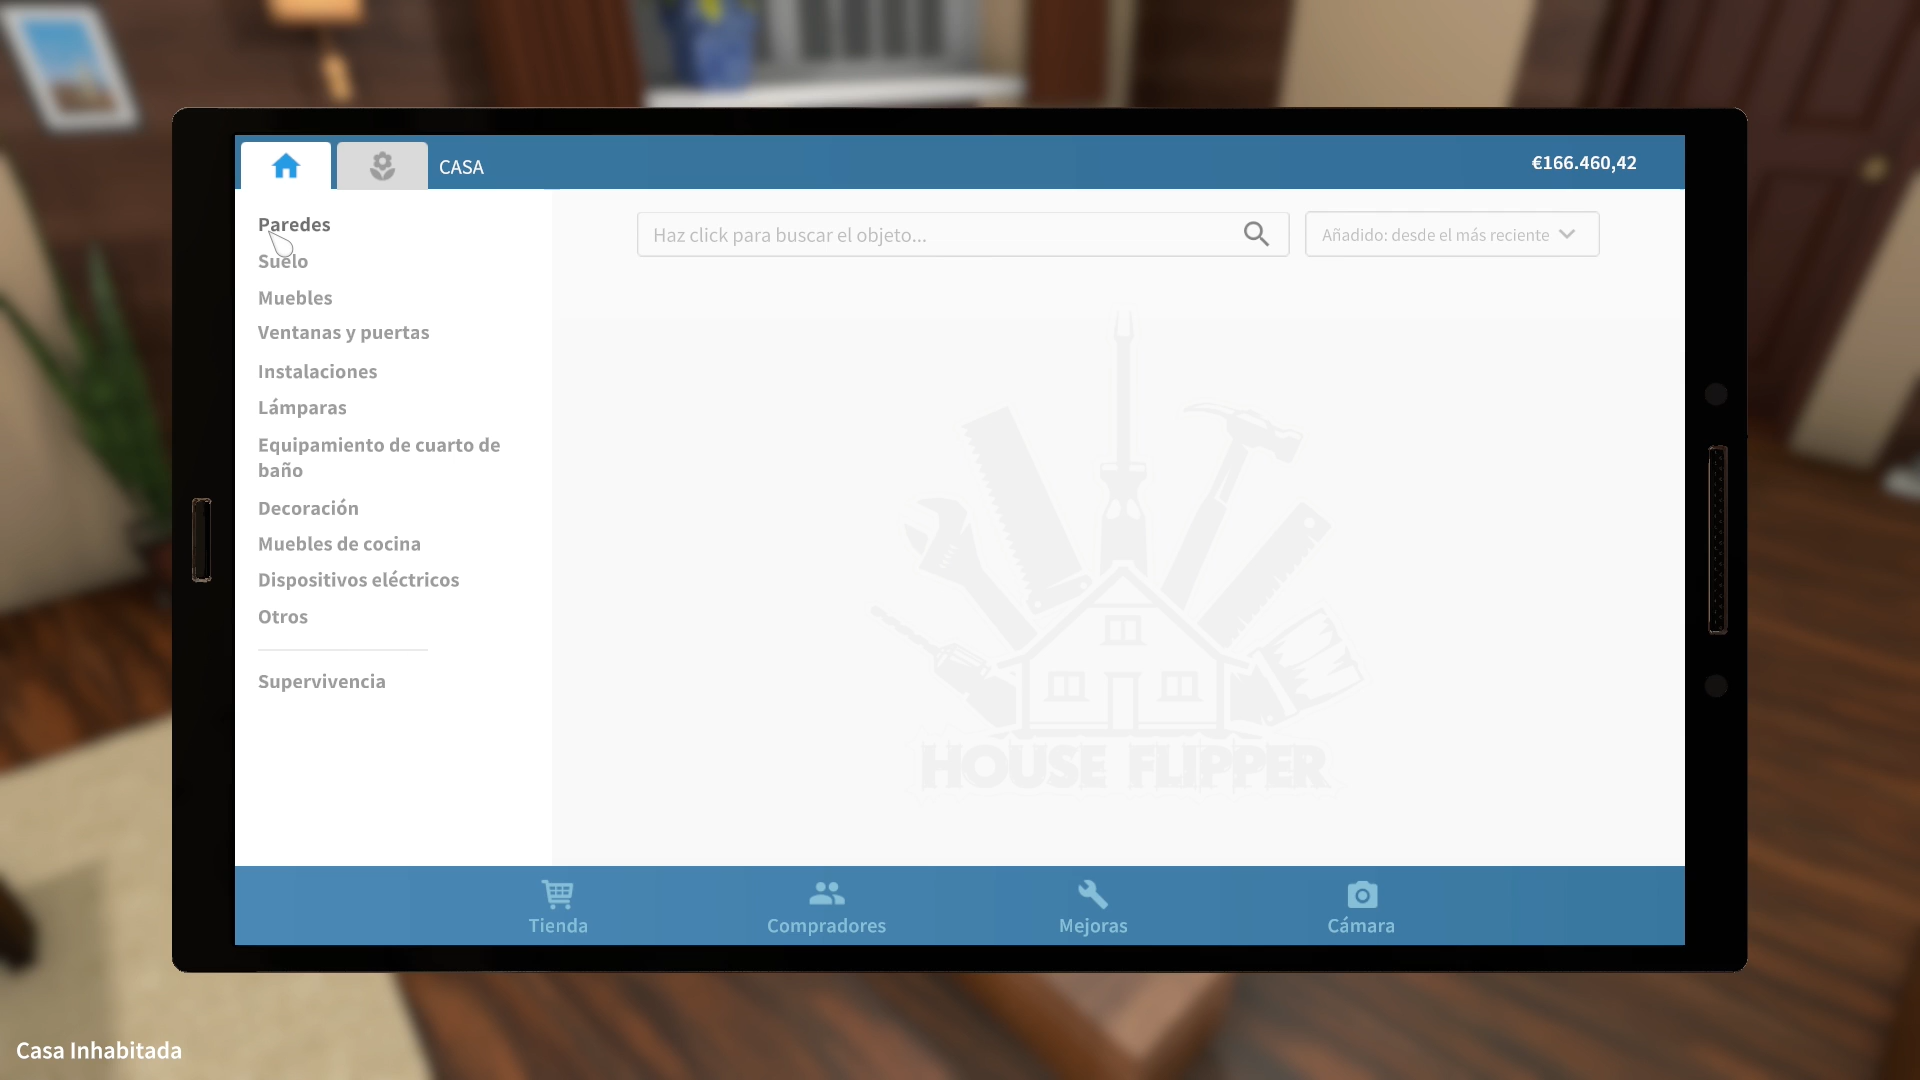 CASA
€166.460,42
Paredes
Suelo
Muebles
Ventanas y puertas
Instalaciones
Lámparas
Equipamiento de cuarto de
baño
Decoración
Muebles de cocina
Dispositivos eléctricos
Otros
Supervivencia
Haz click para buscar el objeto...
Añadido: desde el más reciente
HOUSE FLIPPER
Tienda
Compradores
Mejoras
Cámara
Casa Inhabitada